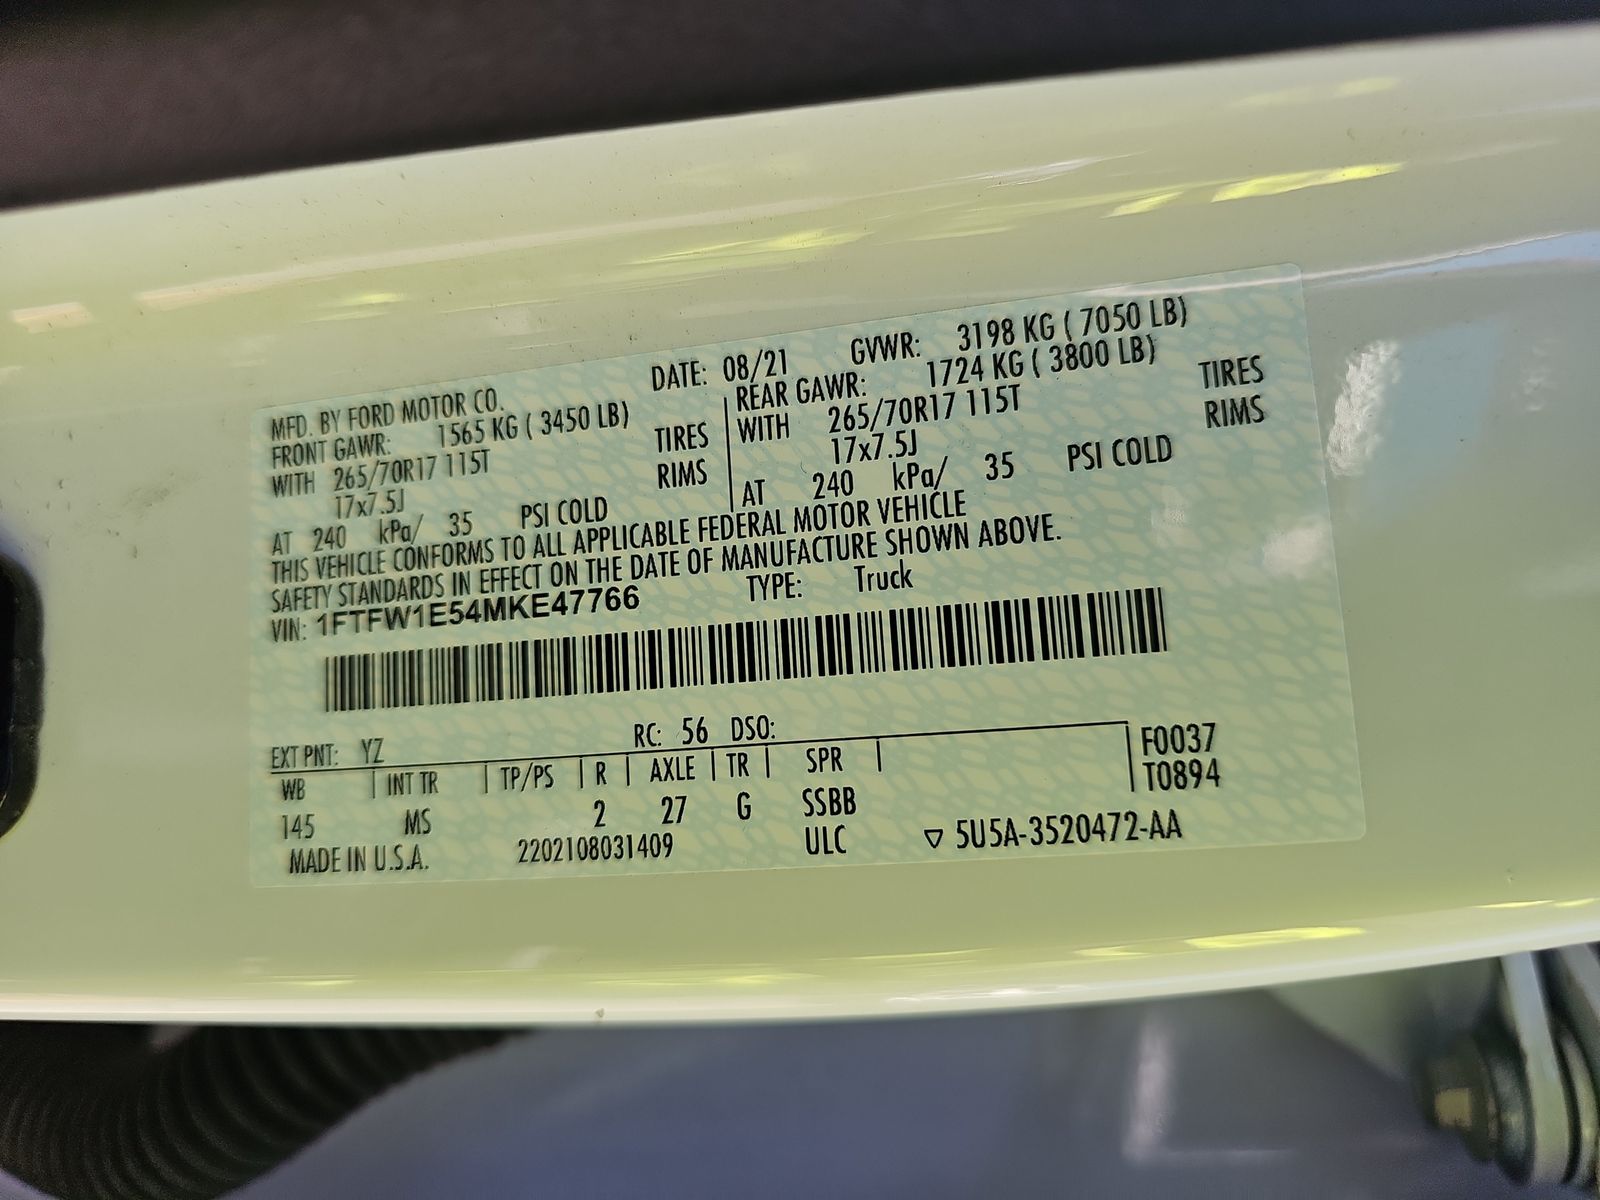 MFD. BY FORD MOTOR CO. DATE: 08/21 GVWR: 3198 KG ( 7050 LB)
FRONT GAWR: 1565 KG ( 3450 LB) REAR GAWR: 1724 KG ( 3800 LB)
WITH 265/70R17 115T TIRES WITH 265/70R17 115T TIRES
17x7.5J RIMS 17x7.5J RIMS
AT 240 kPa/ 35 PSI COLD AT 240 kPa/ 35 PSI COLD
THIS VEHICLE CONFORMS TO ALL APPLICABLE FEDERAL MOTOR VEHICLE
SAFETY STANDARDS IN EFFECT ON THE DATE OF MANUFACTURE SHOWN ABOVE.
VIN: 1FTFW1E54MKE47766 TYPE: Truck
EXT PNT: YZ RC: 56 DSO: F0037
WB INT TR TP/PS R AXLE TR SPR T0894
145 MS 2 27 G SSBB
MADE IN U.S.A. 2202108031409 ULC ▽ 5U5A-3520472-AA